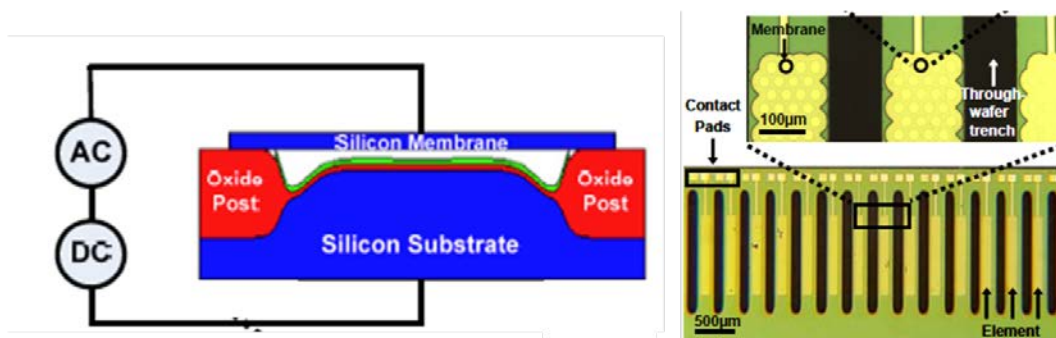 AC
DC
Silicon Membrane
Oxide
Post
Oxide
Post
Silicon Substrate
Membrane
Through-
wafer
trench
100µm
Contact
Pads
500µm
Element